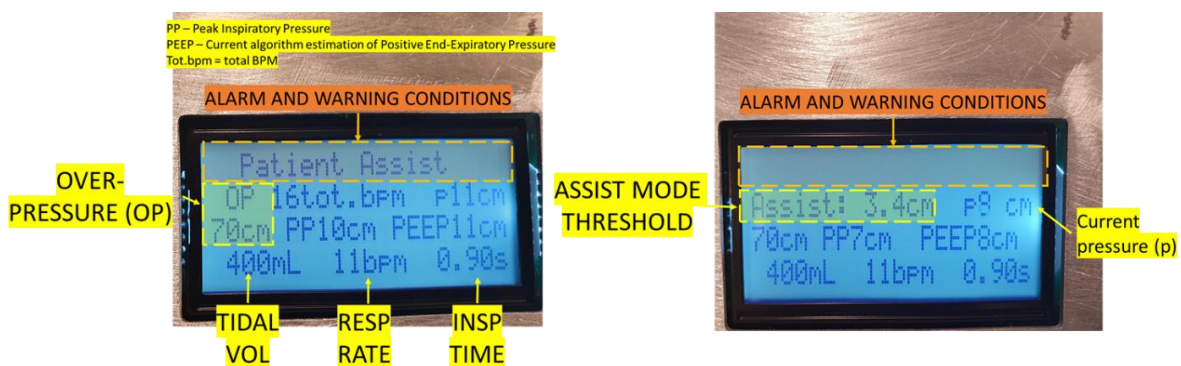 PP – Peak Inspiratory Pressure
PEEP – Current algorithm estimation of Positive End-Expiratory Pressure
Tot.bpm = total BPM
ALARM AND WARNING CONDITIONS
Patient Assist
OP 16tot.bpm p11cm
70cm PP10cm PEEP11cm
400mL 11bpm 0.90s
OVER-
PRESSURE (OP)
TIDAL
VOL
RESP
RATE
INSP
TIME
ALARM AND WARNING CONDITIONS
Assist: 3.4cm p9 cm
70cm PP7cm PEEP8cm
400mL 11bpm 0.90s
ASSIST MODE
THRESHOLD
Current
pressure (p)